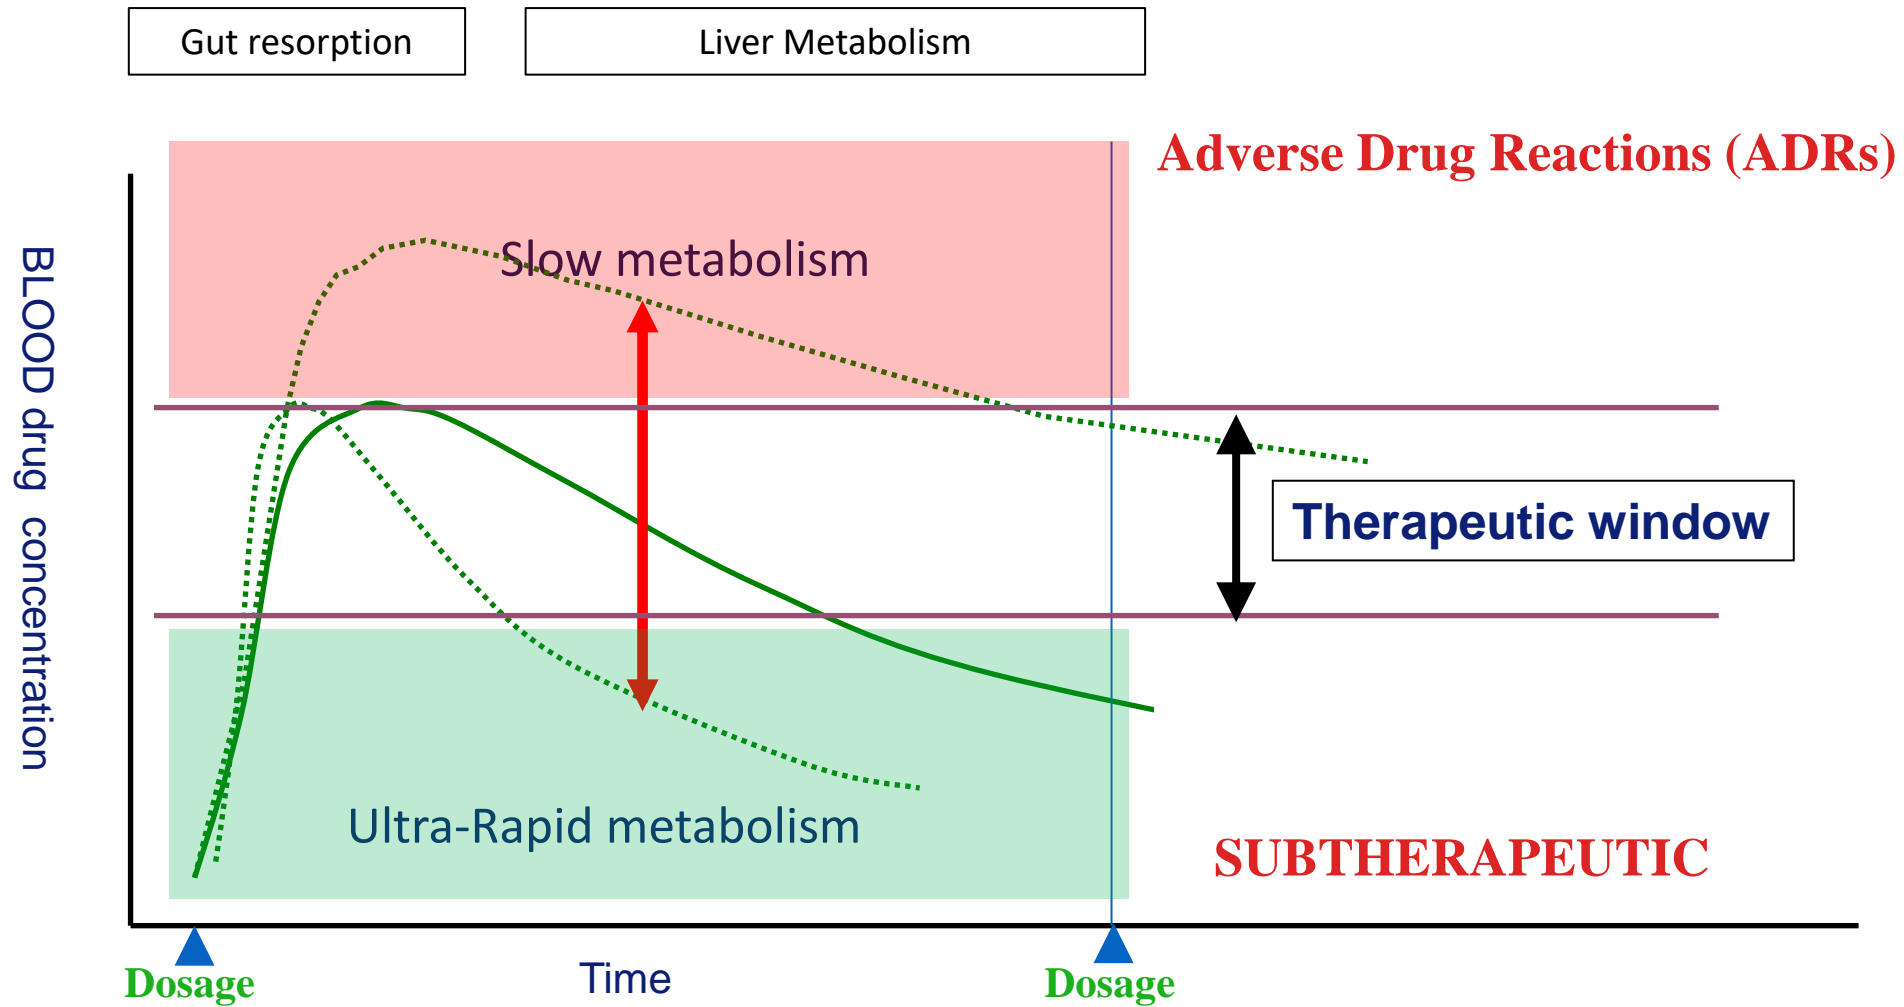 Gut resorption
Liver Metabolism
Adverse Drug Reactions (ADRs)
Slow metabolism
BLOOD drug concentration
Therapeutic window
Ultra-Rapid metabolism
SUBTHERAPEUTIC
Dosage
Time
Dosage